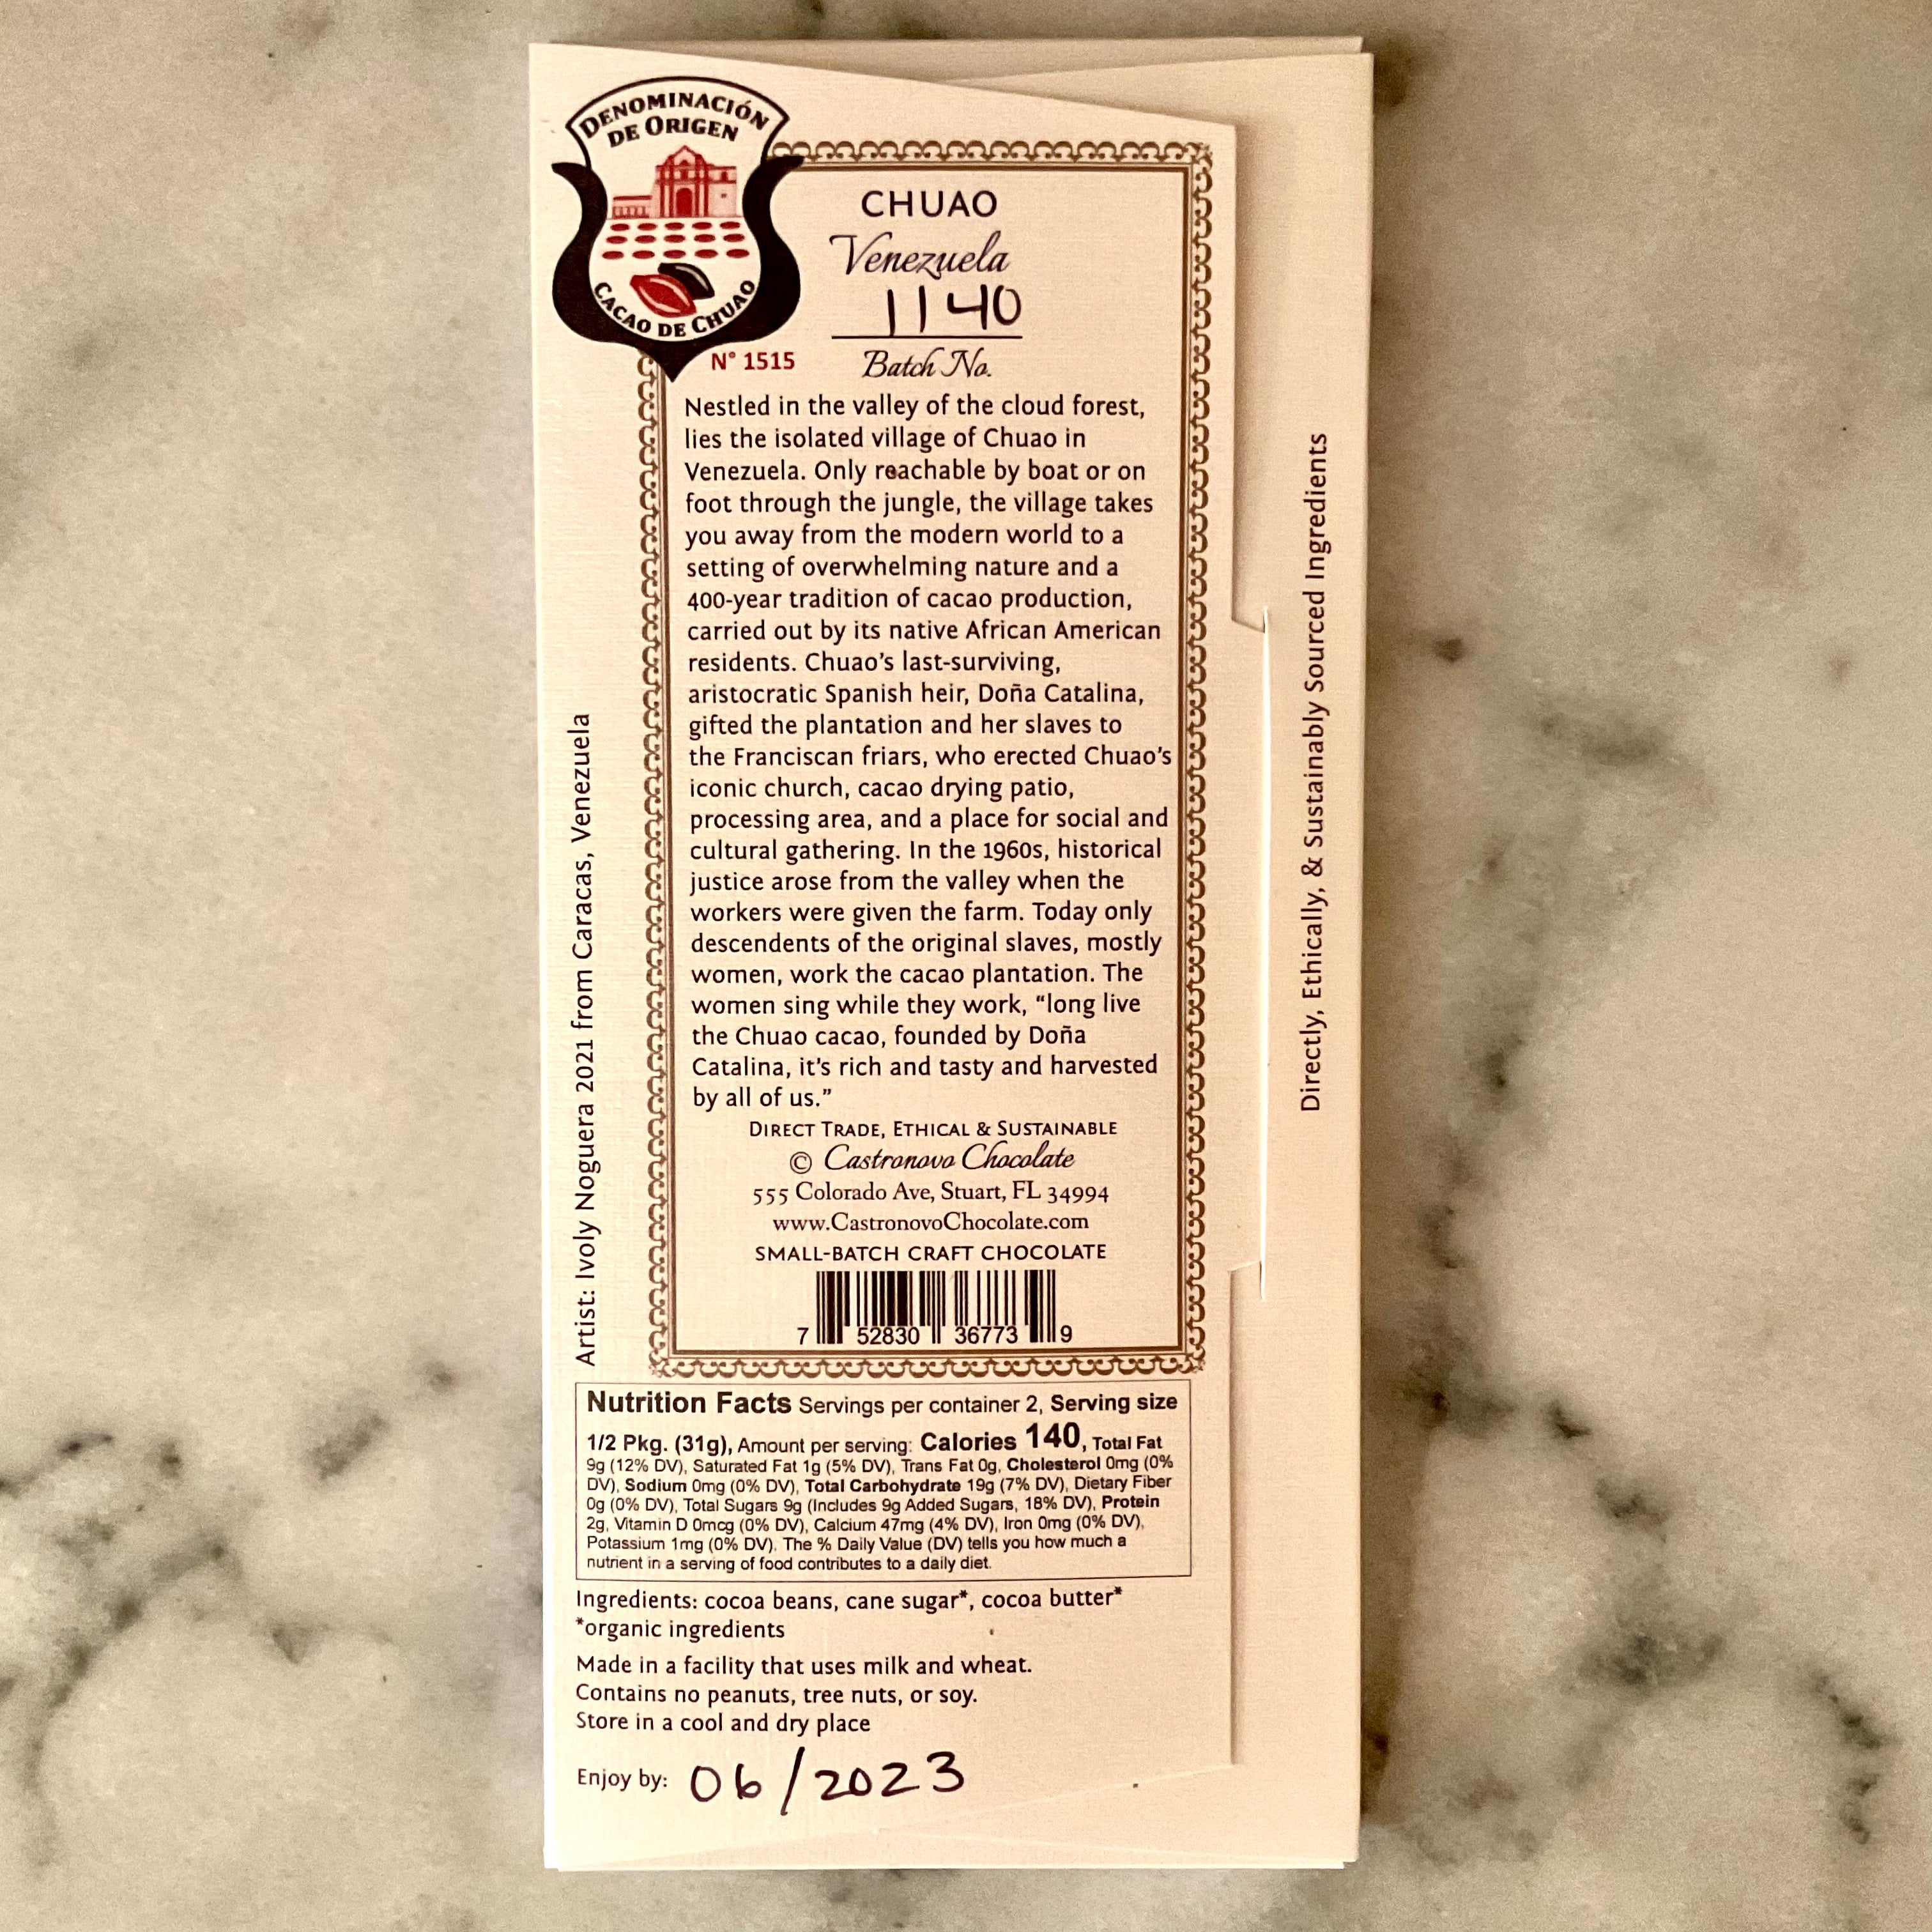 DENOMINACIÓN
DE ORIGEN
CACAO DE CHUAO
N° 1515
CHUAO
Venezuela
1140
Batch No.
Nestled in the valley of the cloud forest,
lies the isolated village of Chuao in
Venezuela. Only reachable by boat or on
foot through the jungle, the village takes
you away from the modern world to a
setting of overwhelming nature and a
400-year tradition of cacao production,
carried out by its native African American
residents. Chuao's last-surviving,
aristocratic Spanish heir, Doña Catalina,
gifted the plantation and her slaves to
the Franciscan friars, who erected Chuao's
iconic church, cacao drying patio,
processing area, and a place for social and
cultural gathering. In the 1960s, historical
justice arose from the valley when the
workers were given the farm. Today only
descendents of the original slaves, mostly
women, work the cacao plantation. The
women sing while they work, “long live
the Chuao cacao, founded by Doña
Catalina, it's rich and tasty and harvested
by all of us.”
DIRECT TRADE, ETHICAL & SUSTAINABLE
© Castronovo Chocolate
555 Colorado Ave, Stuart, FL 34994
www.CastronovoChocolate.com
SMALL-BATCH CRAFT CHOCOLATE
7 52830 36773 9
Artist: Ivoly Noguera 2021 from Caracas, Venezuela
Directly, Ethically, & Sustainably Sourced Ingredients
Nutrition Facts Servings per container 2, Serving size
1/2 Pkg. (31g), Amount per serving: Calories 140, Total Fat
9g (12% DV), Saturated Fat 1g (5% DV), Trans Fat 0g, Cholesterol 0mg (0%
DV), Sodium 0mg (0% DV), Total Carbohydrate 19g (7% DV), Dietary Fiber
0g (0% DV), Total Sugars 9g (Includes 9g Added Sugars, 18% DV), Protein
2g, Vitamin D 0mcg (0% DV), Calcium 47mg (4% DV), Iron 0mg (0% DV),
Potassium 1mg (0% DV). The % Daily Value (DV) tells you how much a
nutrient in a serving of food contributes to a daily diet.
Ingredients: cocoa beans, cane sugar*, cocoa butter*
*organic ingredients
Made in a facility that uses milk and wheat.
Contains no peanuts, tree nuts, or soy.
Store in a cool and dry place
Enjoy by: 06/2023